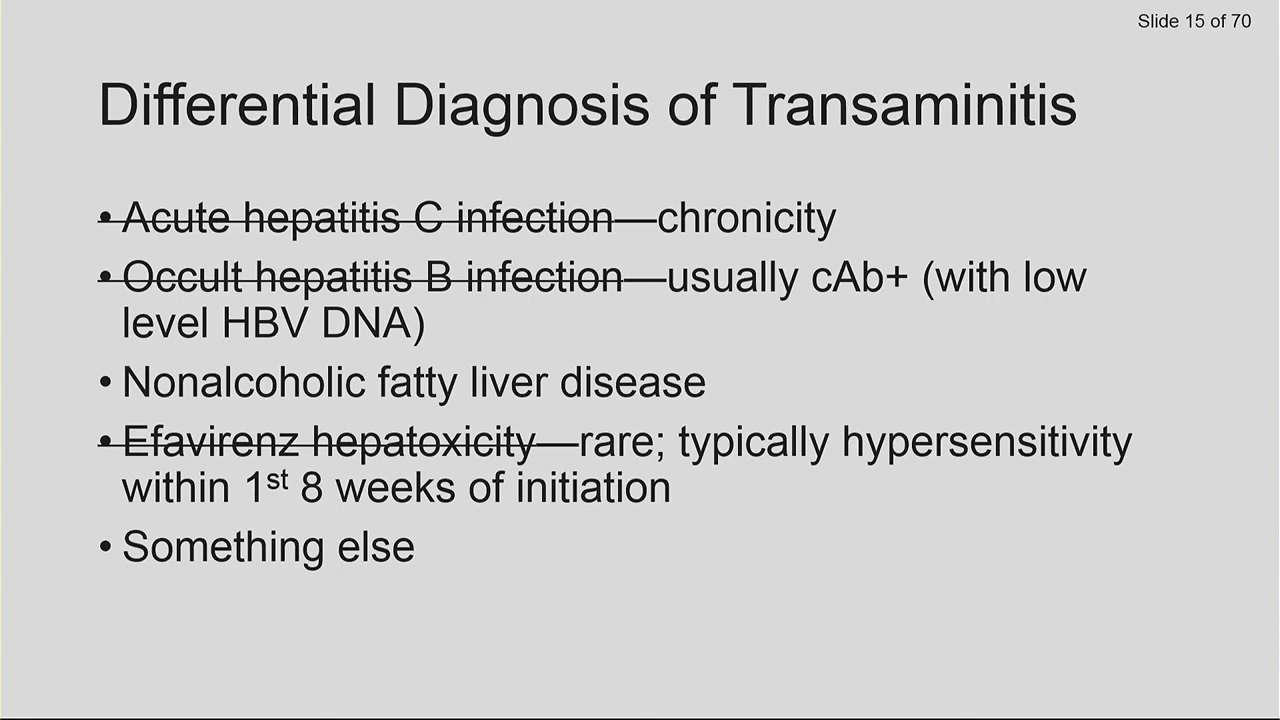 Slide 15 of 70
Differential Diagnosis of Transaminitis
• Acute hepatitis C infection—chronicity
• Occult hepatitis B infection—usually cAb+ (with low
level HBV DNA)
• Nonalcoholic fatty liver disease
• Efavirenz hepatoxicity—rare; typically hypersensitivity
within 1st 8 weeks of initiation
• Something else